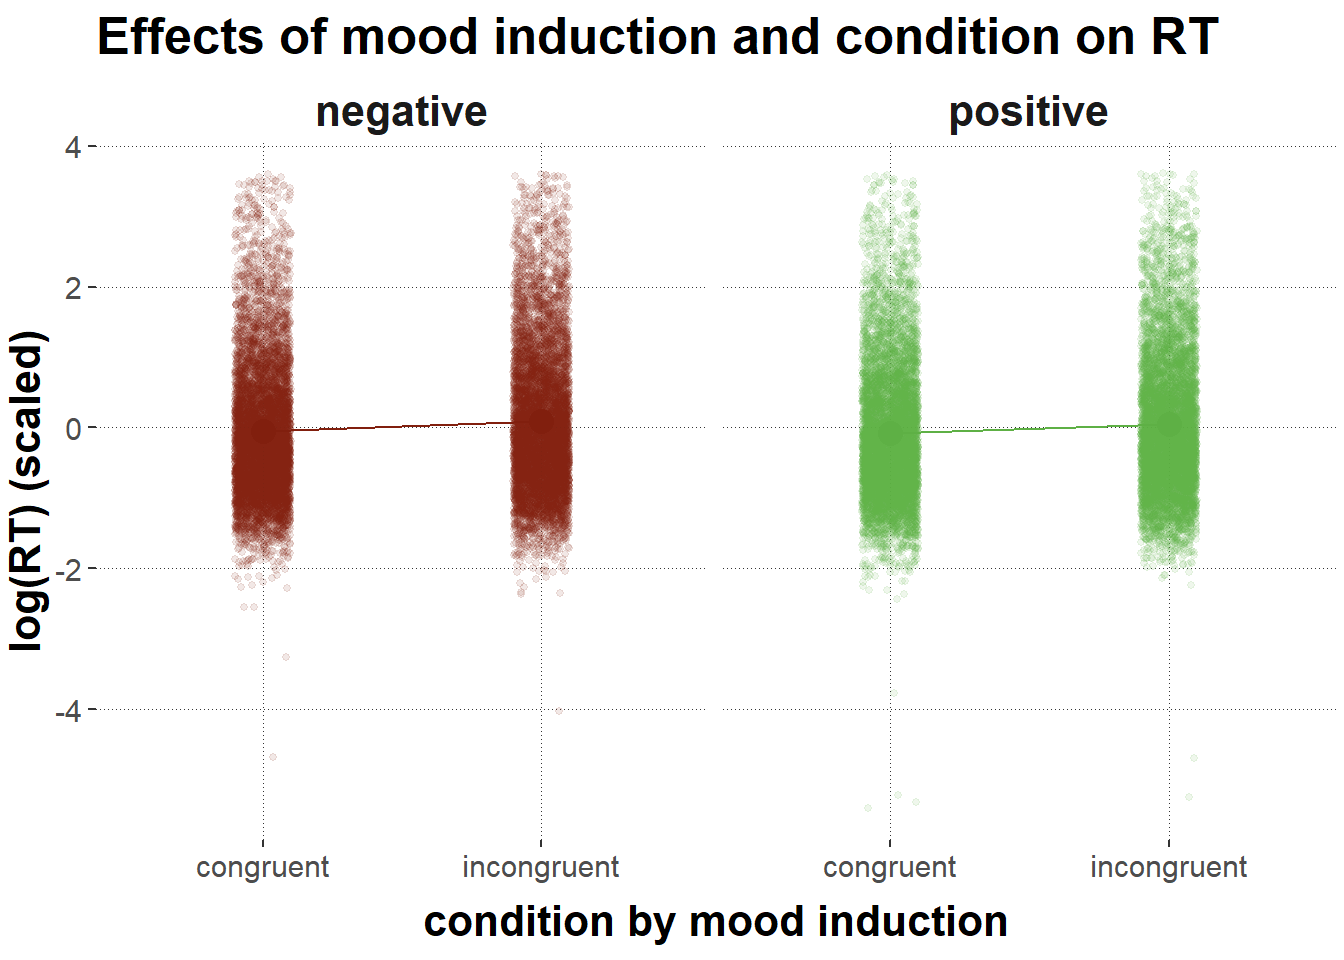 Effects of mood induction and condition on RT
negative
positive
log(RT) (scaled)
4
2
0
-2
-4
congruent
incongruent
congruent
incongruent
condition by mood induction